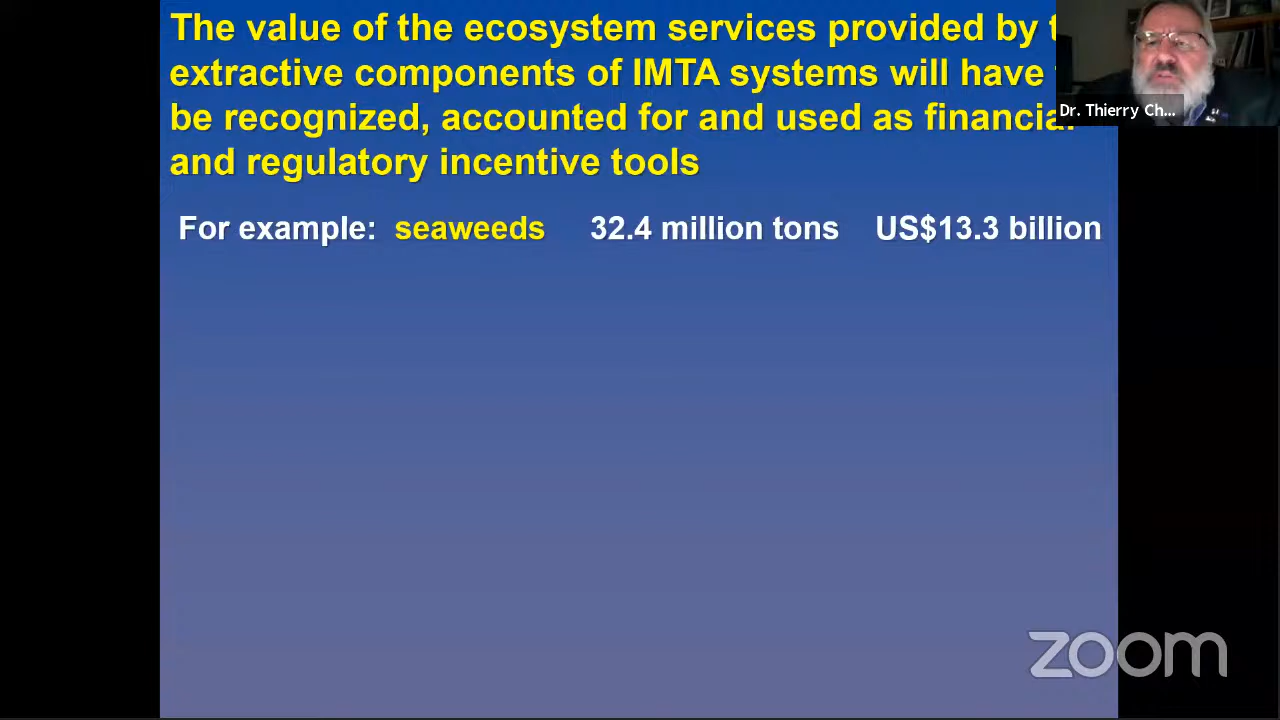 The value of the ecosystem services provided by
extractive components of IMTA systems will have
be recognized, accounted for and used as financial
and regulatory incentive tools
For example: seaweeds 32.4 million tons US$13.3 billion
Dr. Thierry Ch...
zoom